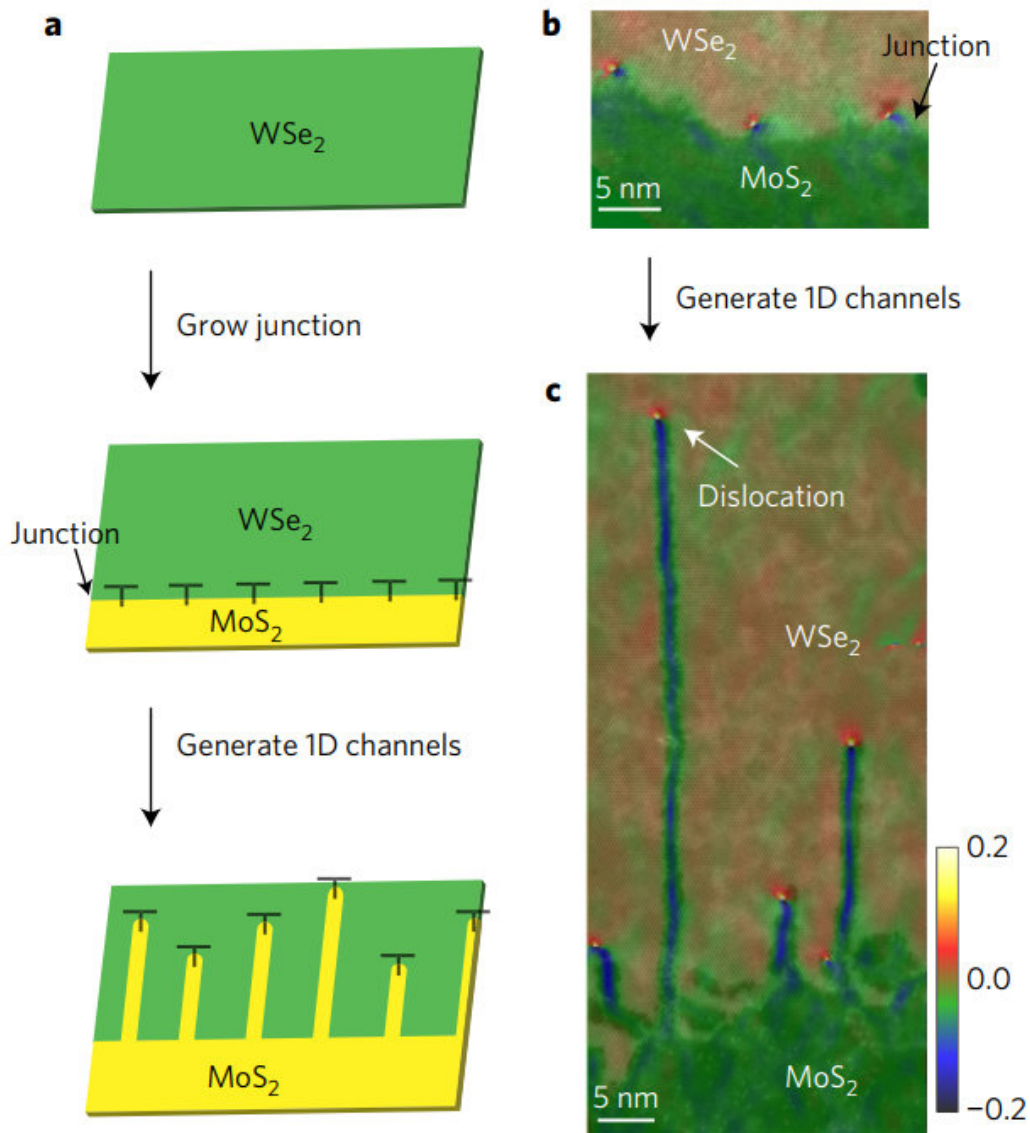 a
WSe2
Grow junction
Junction
WSe2
MoS2
Generate 1D channels
MoS2
b
WSe2
Junction
MoS2
5 nm
Generate 1D channels
c
Dislocation
WSe2
MoS2
5 nm
0.2
0.0
−0.2